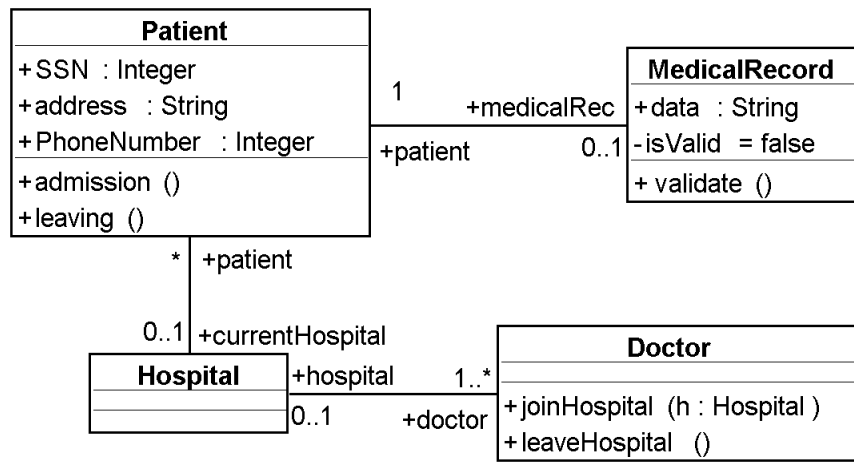 Patient
+SSN : Integer
+address : String
+PhoneNumber : Integer
+admission ()
+leaving ()
1
+patient
+medicalRec
0..1
MedicalRecord
+data : String
-isValid = false
+ validate ()
* +patient
0..1 +currentHospital
Hospital
+hospital
0..1
1..*
+doctor
Doctor
+joinHospital (h : Hospital )
+leaveHospital ()